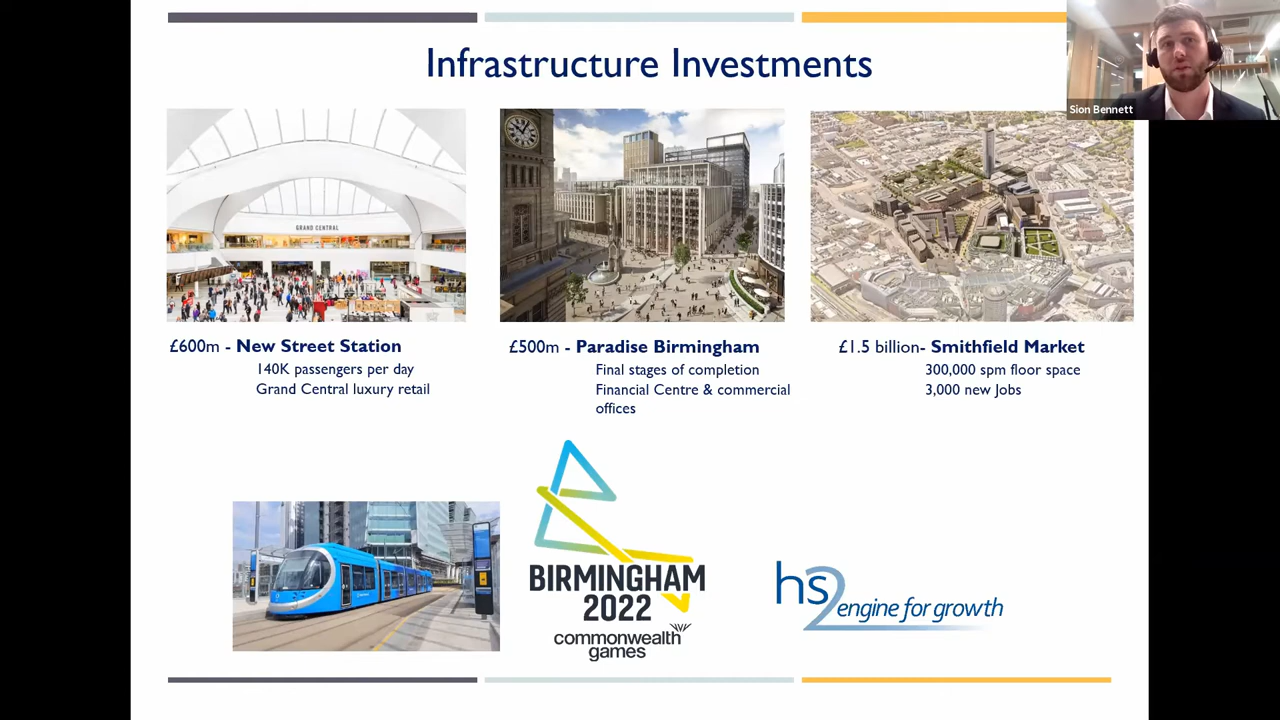 Infrastructure Investments
Sion Bennett
GRAND CENTRAL
£600m - New Street Station
140K passengers per day
Grand Central luxury retail
£500m - Paradise Birmingham
Final stages of completion
Financial Centre & commercial
offices
£1.5 billion- Smithfield Market
300,000 spm floor space
3,000 new Jobs
BIRMINGHAM
2022
commonwealth
games
hs2 engine for growth